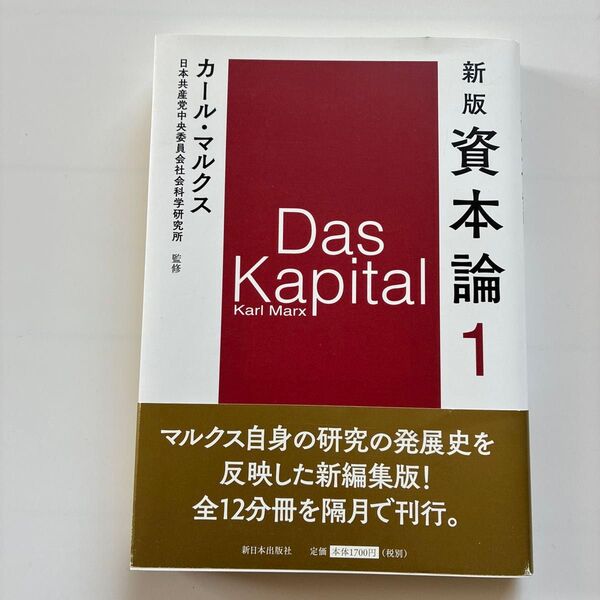 新版 資本論 1
カール・マルクス
日本共産党中央委員会社会科学研究所 監修
Das
Kapital
Karl Marx
マルクス自身の研究の発展史を
反映した新編集版!
全12分冊を隔月で刊行。
新日本出版社 定価 本体1700円 (税別)